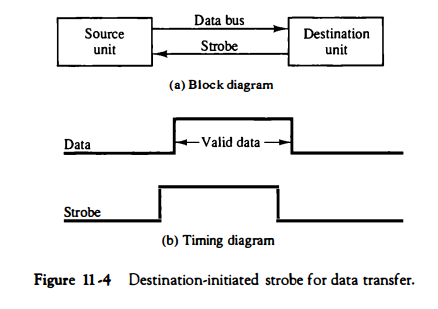 Source
unit
Data bus
Strobe
Destination
unit
(a) Block diagram
Data
Valid data
Strobe
(b) Timing diagram
Figure 11-4 Destination-initiated strobe for data transfer.